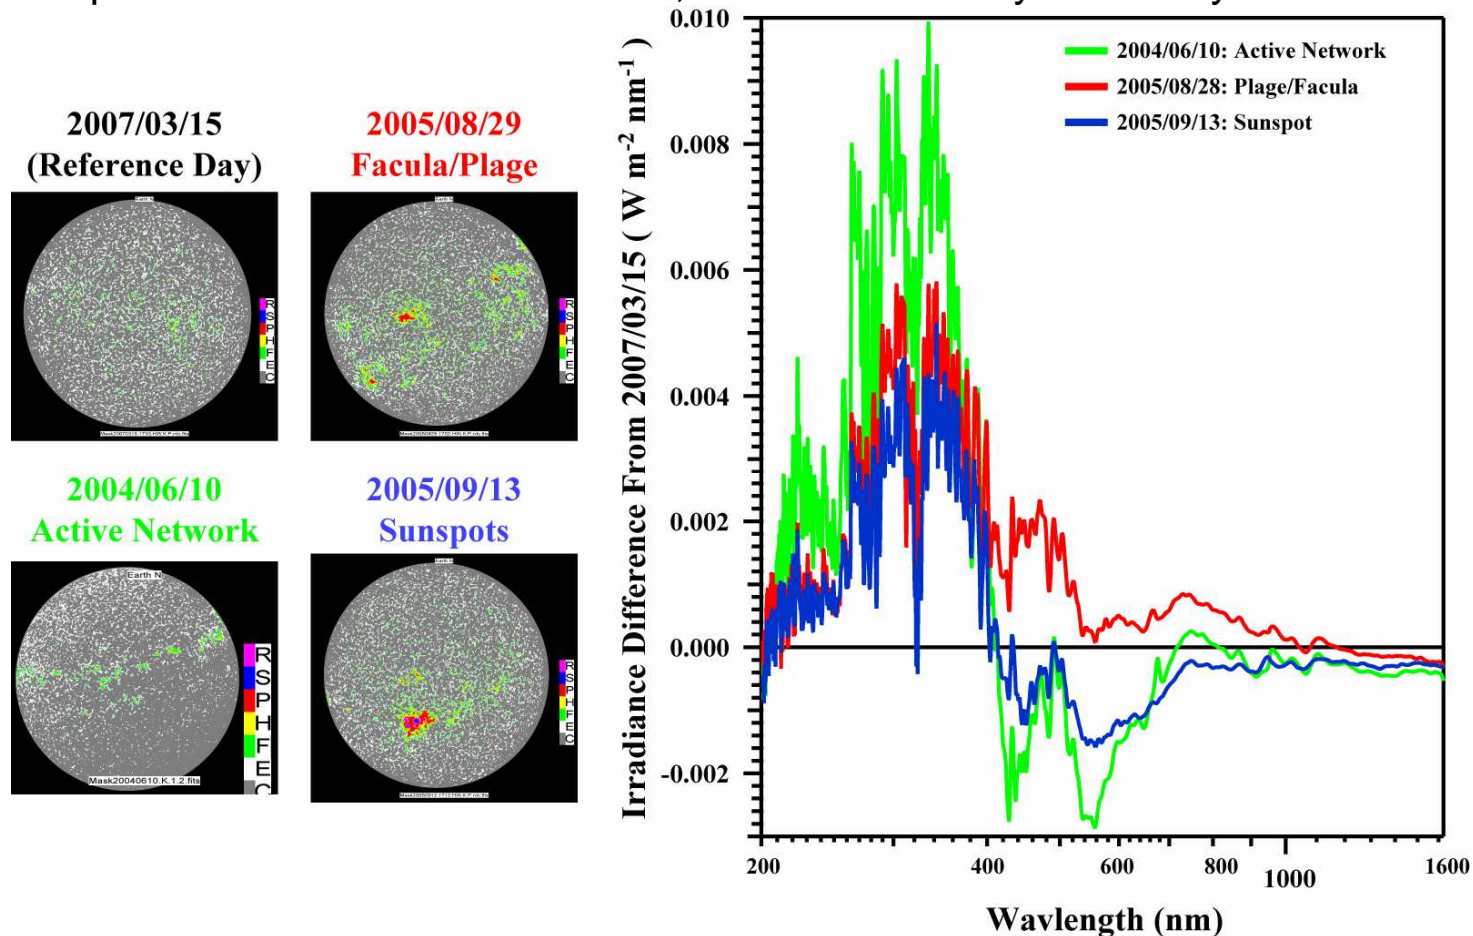 2007/03/15
(Reference Day)
2005/08/29
Facula/Plage
Earth N
Earth N
R
S
P
H
F
E
C
R
S
P
H
F
E
C
2004/06/10
Active Network
2005/09/13
Sunspots
Earth N
Earth N
R
S
P
H
F
E
C
R
S
P
H
F
E
C
Mask20040610.K.1.2.fits
Irradiance Difference From 2007/03/15 ( W m-2 nm-1 )
0.010
0.008
0.006
0.004
0.002
0.000
-0.002
2004/06/10: Active Network
2005/08/28: Plage/Facula
2005/09/13: Sunspot
200
400
600
800
1000
1600
Wavlength (nm)